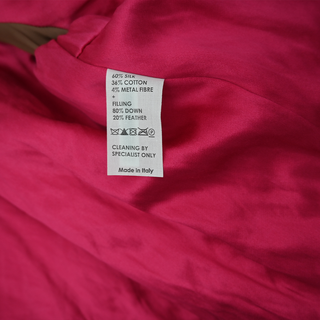 60% SILK
36% COTTON
4% METAL FIBRE
+
FILLING
80% DOWN
20% FEATHER
CLEANING BY
SPECIALIST ONLY
Made in Italy